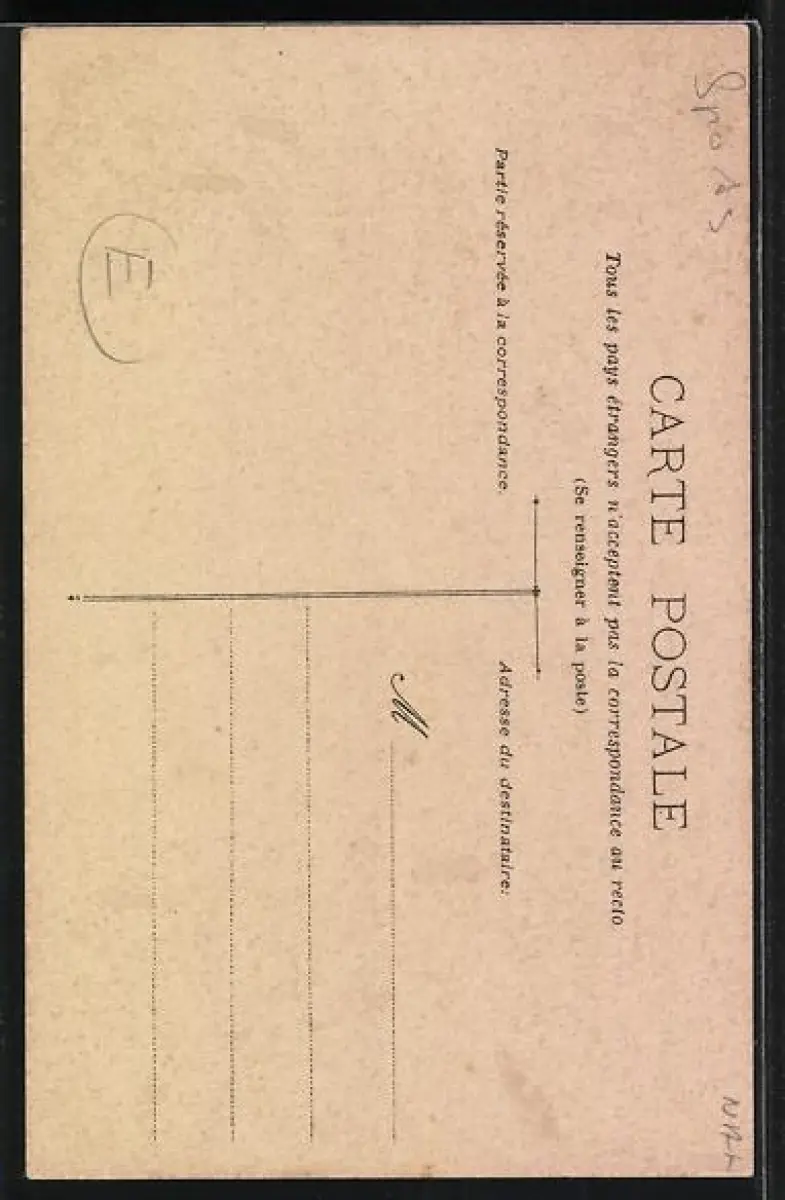 Sports
CARTE POSTALE
Tous les pays étrangers n'acceptent pas la correspondance au recto
(Se renseigner à la poste)
Partie réservée à la correspondance.
Adresse du destinataire:
M
E